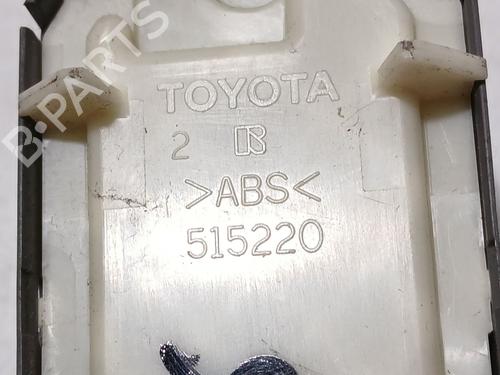 B-PARTS
TOYOTA
2 K
>ABS<
515220